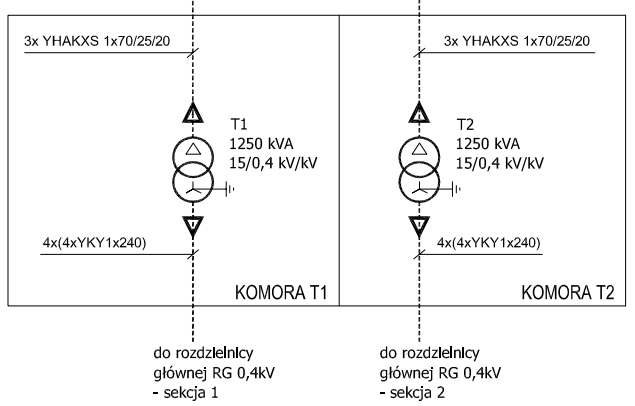 3x YHAKXS 1x70/25/20
3x YHAKXS 1x70/25/20
T1
1250 kVA
15/0,4 kV/kV
T2
1250 kVA
15/0,4 kV/kV
4x(4xYKY1x240)
4x(4xYKY1x240)
KOMORA T1
KOMORA T2
do rozdzielnicy
głównej RG 0,4kV
- sekcja 1
do rozdzielnicy
głównej RG 0,4kV
- sekcja 2